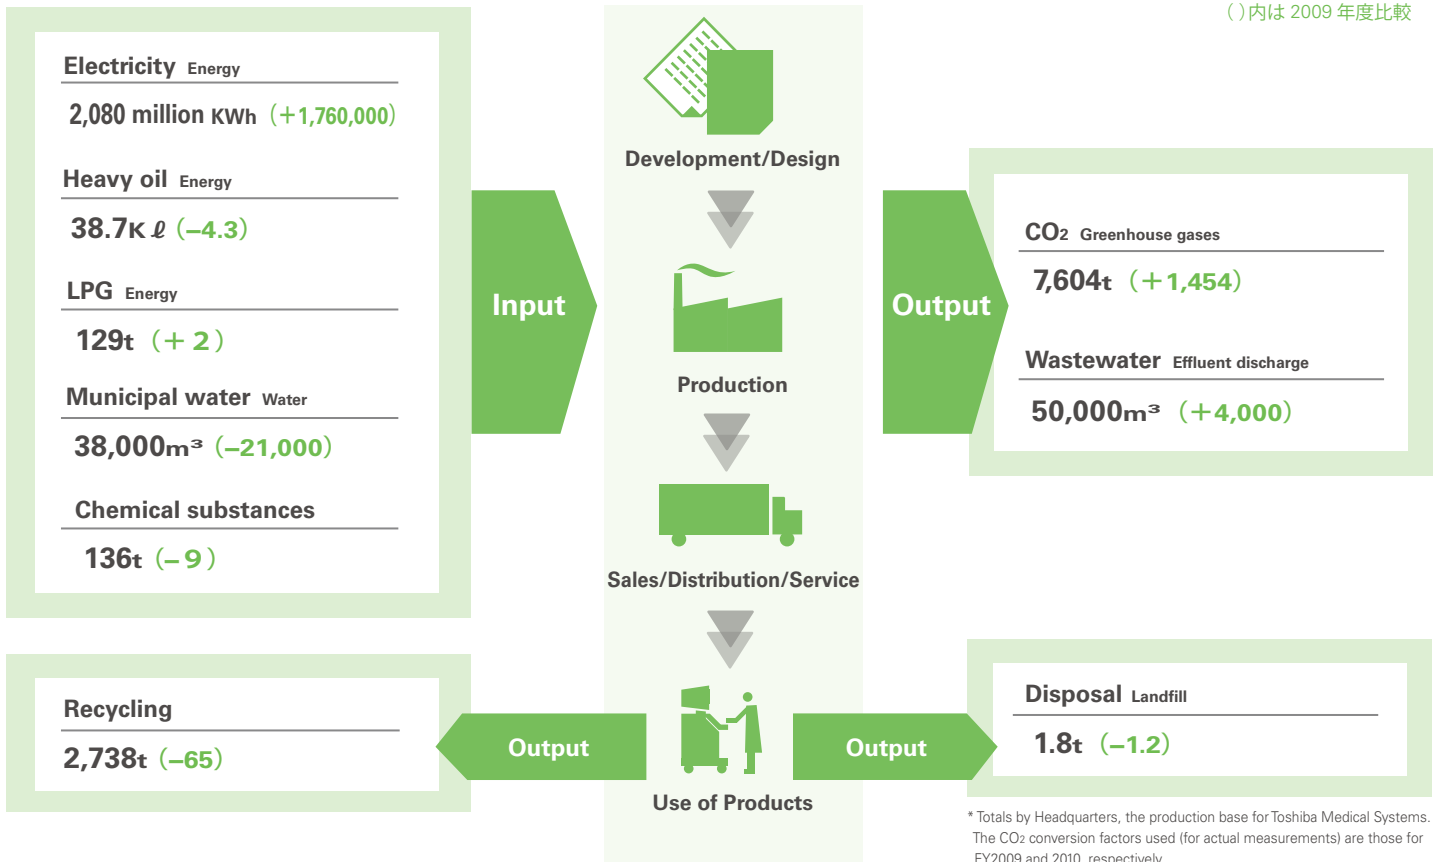 ( )内は 2009 年度比較
Electricity Energy
2,080 million KWh (+1,760,000)
Heavy oil Energy
38.7K ℓ (–4.3)
LPG Energy
129t (+ 2 )
Municipal water Water
38,000m³ (–21,000)
Chemical substances
136t (– 9 )
Input
Development/Design
Production
Sales/Distribution/Service
Use of Products
Output
CO2 Greenhouse gases
7,604t (+1,454)
Wastewater Effluent discharge
50,000m³ (+4,000)
Recycling
2,738t (–65)
Output
Output
Disposal Landfill
1.8t (–1.2)
* Totals by Headquarters, the production base for Toshiba Medical Systems.
The CO2 conversion factors used (for actual measurements) are those for
FY2009 and 2010, respectively